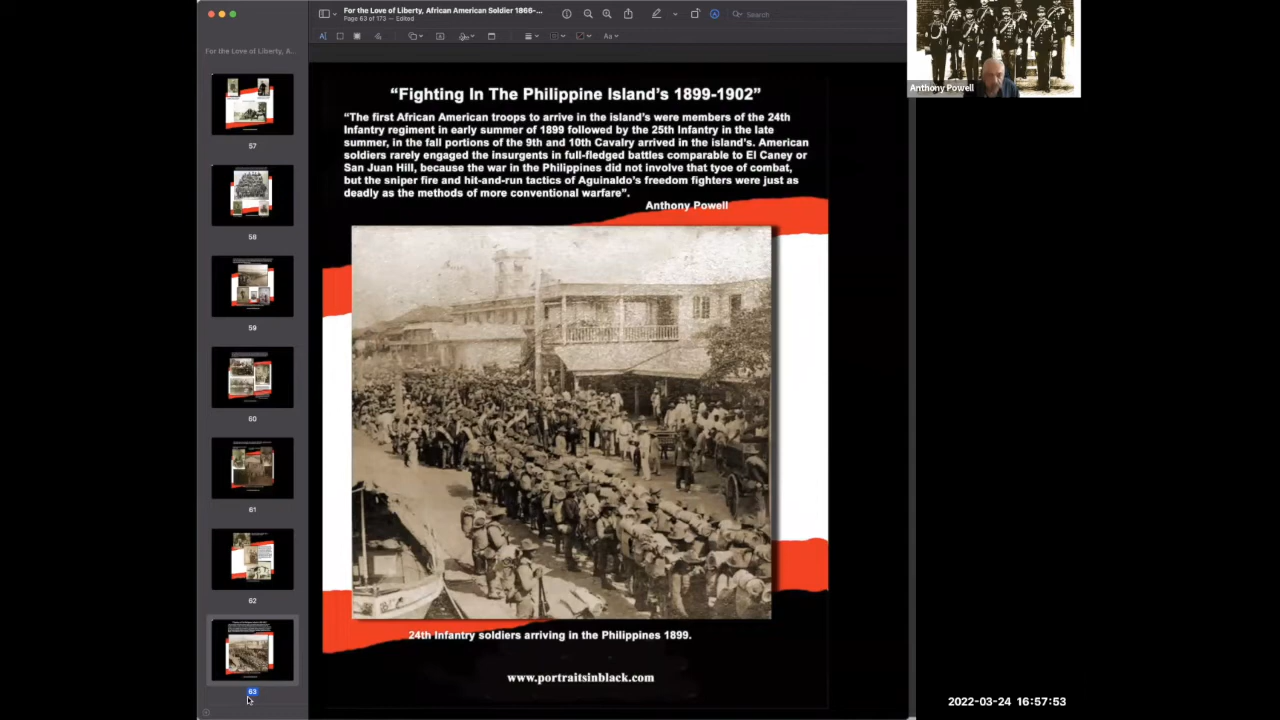 For the Love of Liberty, African American Soldier 1866-...
Page 63 of 173 — Edited
Search
For the Love of Liberty, A...
57
58
59
60
61
62
63
"Fighting In The Philippine Island's 1899-1902"
"The first African American troops to arrive in the island's were members of the 24th
Infantry regiment in early summer of 1899 followed by the 25th Infantry in the late
summer, in the fall portions of the 9th and 10th Cavalry arrived in the island's. American
soldiers rarely engaged the insurgents in full-fledged battles comparable to El Caney or
San Juan Hill, because the war in the Philippines did not involve that tyoe of combat,
but the sniper fire and hit-and-run tactics of Aguinaldo's freedom fighters were just as
deadly as the methods of more conventional warfare".
Anthony Powell
24th Infantry soldiers arriving in the Philippines 1899.
www.portraitsinblack.com
Anthony Powell
2022-03-24 16:57:53